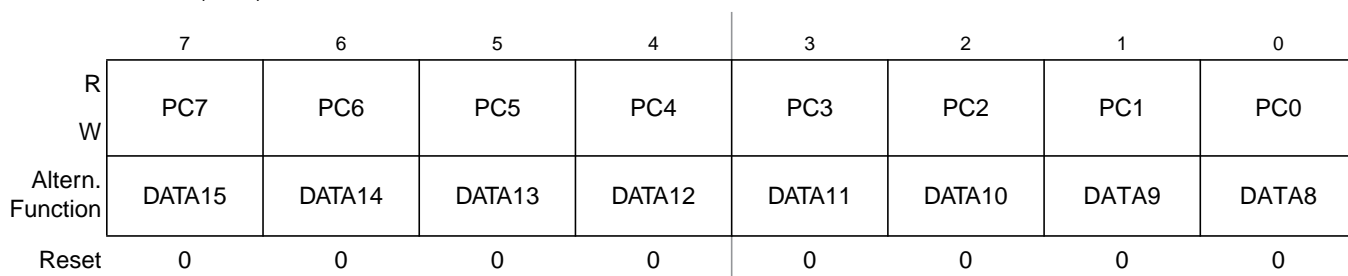 7 6 5 4 3 2 1 0
R
PC7 PC6 PC5 PC4 PC3 PC2 PC1 PC0
W
Altern.
Function DATA15 DATA14 DATA13 DATA12 DATA11 DATA10 DATA9 DATA8
Reset 0 0 0 0 0 0 0 0